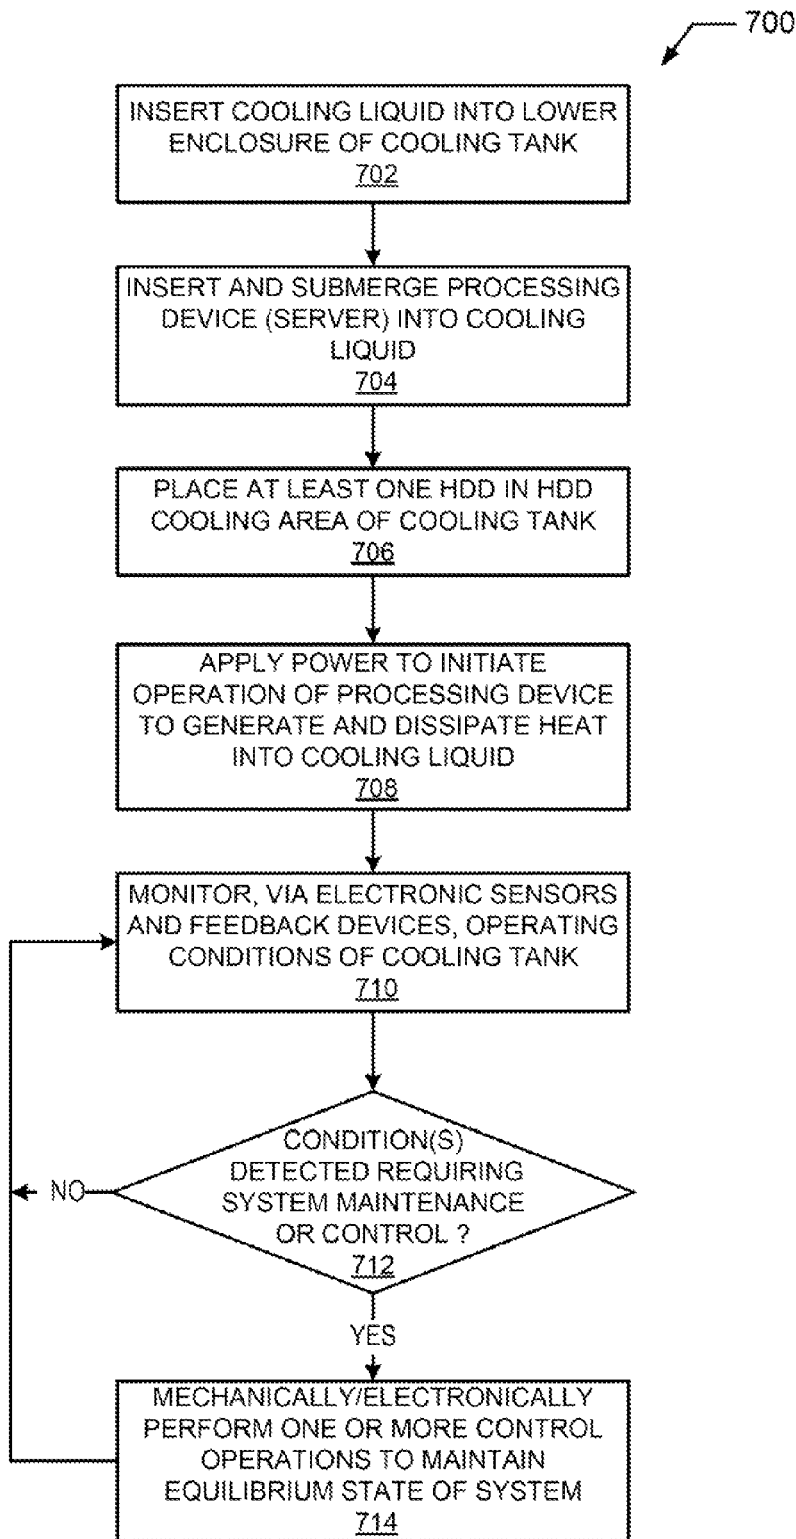 700
INSERT COOLING LIQUID INTO LOWER
ENCLOSURE OF COOLING TANK
702
INSERT AND SUBMERGE PROCESSING
DEVICE (SERVER) INTO COOLING
LIQUID
704
PLACE AT LEAST ONE HDD IN HDD
COOLING AREA OF COOLING TANK
706
APPLY POWER TO INITIATE
OPERATION OF PROCESSING DEVICE
TO GENERATE AND DISSIPATE HEAT
INTO COOLING LIQUID
708
MONITOR, VIA ELECTRONIC SENSORS
AND FEEDBACK DEVICES, OPERATING
CONDITIONS OF COOLING TANK
710
CONDITION(S)
DETECTED REQUIRING
SYSTEM MAINTENANCE
OR CONTROL ?
712
NO
YES
MECHANICALLY/ELECTRONICALLY
PERFORM ONE OR MORE CONTROL
OPERATIONS TO MAINTAIN
EQUILIBRIUM STATE OF SYSTEM
714